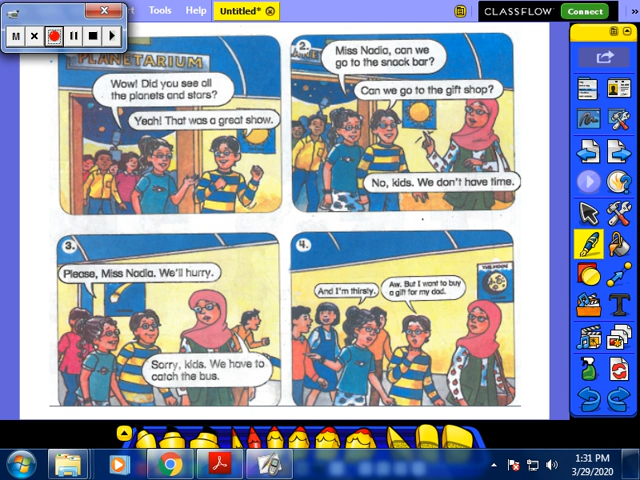 Tools
Help
Untitled*
CLASSFLOW
Connect
M
PLANETARIUM
Wow! Did you see all
the planets and stars?
Yeah! That was a great show.
2.
Miss Nadia, can we
go to the snack bar?
Can we go to the gift shop?
No, kids. We don't have time.
3.
Please, Miss Nadia. We'll hurry.
Sorry, kids. We have to
catch the bus.
4.
And I'm thirsty.
Aw. But I want to buy
a gift for my dad.
THE MOON
T
1:31 PM
3/29/2020